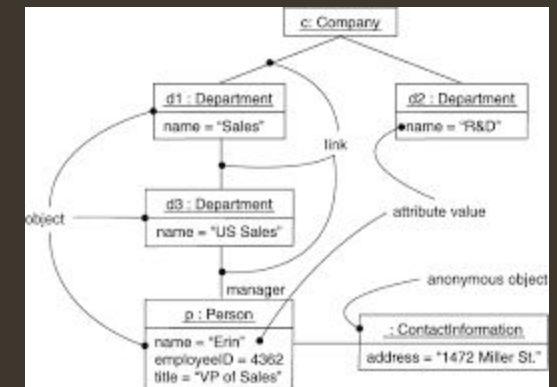 c: Company
d1 : Department
name = "Sales"
d2 : Department
name = "R&D"
link
object
d3 : Department
name = "US Sales"
attribute value
manager
anonymous object
p : Person
name = "Erin"
employeeID = 4362
title = "VP of Sales"
: ContactInformation
address = "1472 Miller St."